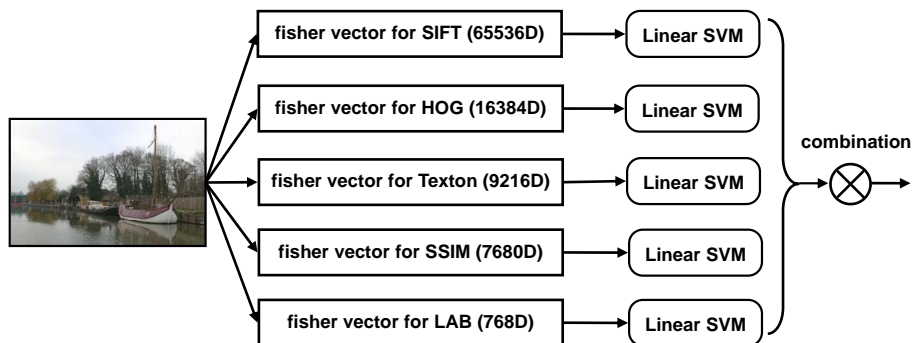 fisher vector for SIFT (65536D)
Linear SVM
fisher vector for HOG (16384D)
Linear SVM
combination
fisher vector for Texton (9216D)
Linear SVM
fisher vector for SSIM (7680D)
Linear SVM
fisher vector for LAB (768D)
Linear SVM